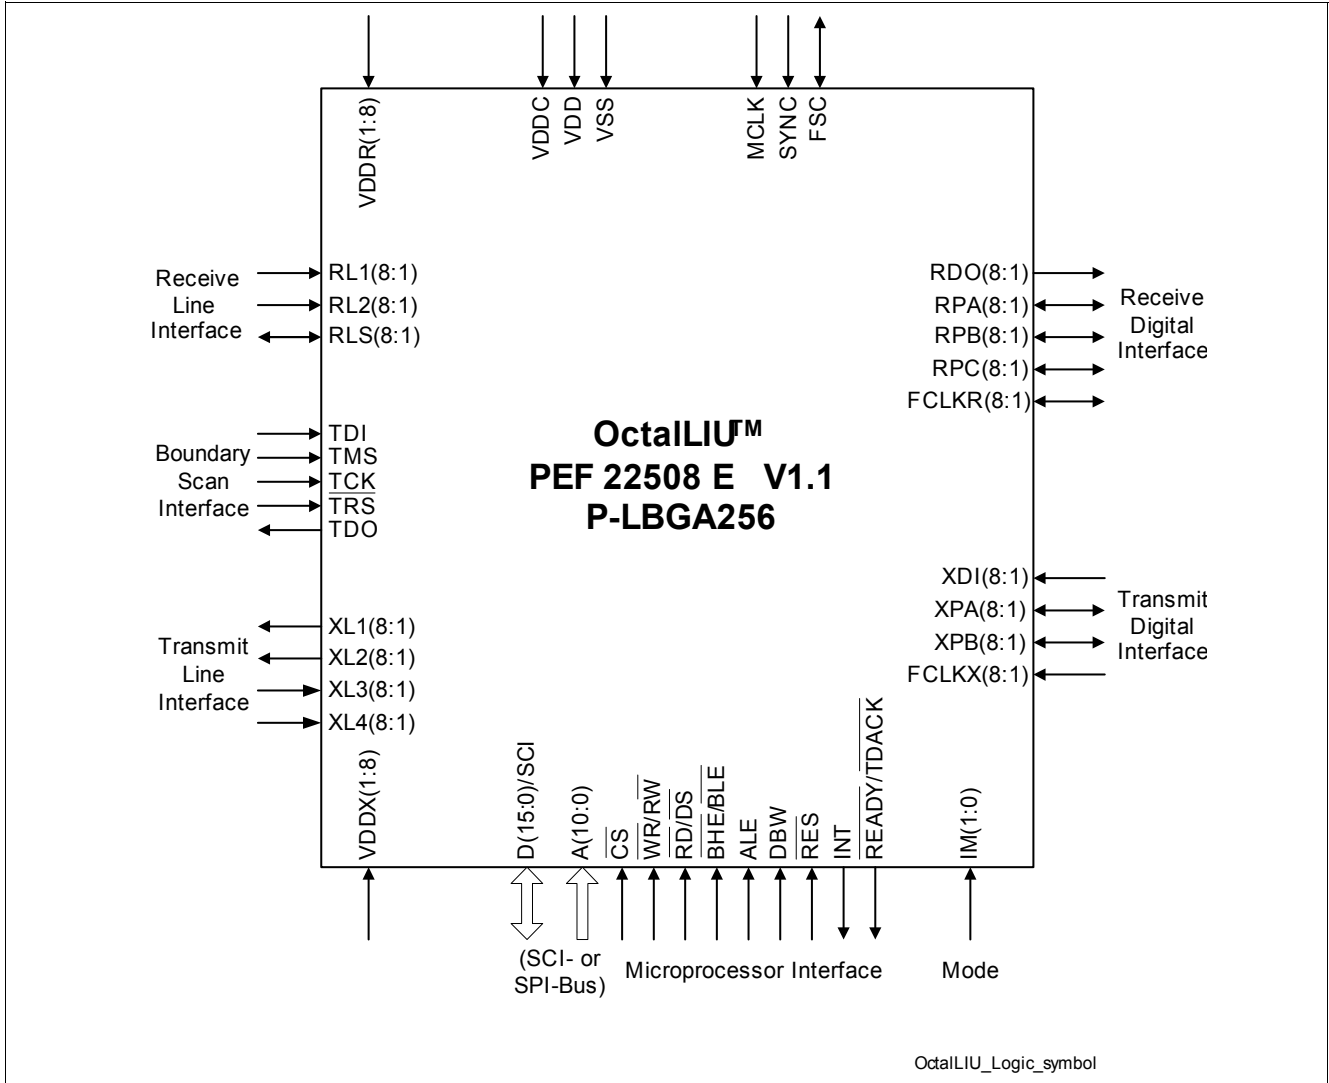 VDDR(1:8)
VDDC
VDD
VSS
MCLK
SYNC
FSC
Receive
Line
Interface
RL1(8:1)
RL2(8:1)
RLS(8:1)
RDO(8:1)
RPA(8:1)
RPB(8:1)
RPC(8:1)
FCLKR(8:1)
Receive
Digital
Interface
Boundary
Scan
Interface
TDI
TMS
TCK
TRS
TDO
OctalLIU™
PEF 22508 E V1.1
P-LBGA256
Transmit
Line
Interface
XL1(8:1)
XL2(8:1)
XL3(8:1)
XL4(8:1)
XDI(8:1)
XPA(8:1)
XPB(8:1)
FCLKX(8:1)
Transmit
Digital
Interface
VDDX(1:8)
D(15:0)/SCI
A(10:0)
CS
WR/RW
RD/DS
BHE/BLE
ALE
DBW
RES
INT
READY/TDACK
IM(1:0)
(SCI- or
SPI-Bus)
Microprocessor Interface
Mode
OctalLIU_Logic_symbol